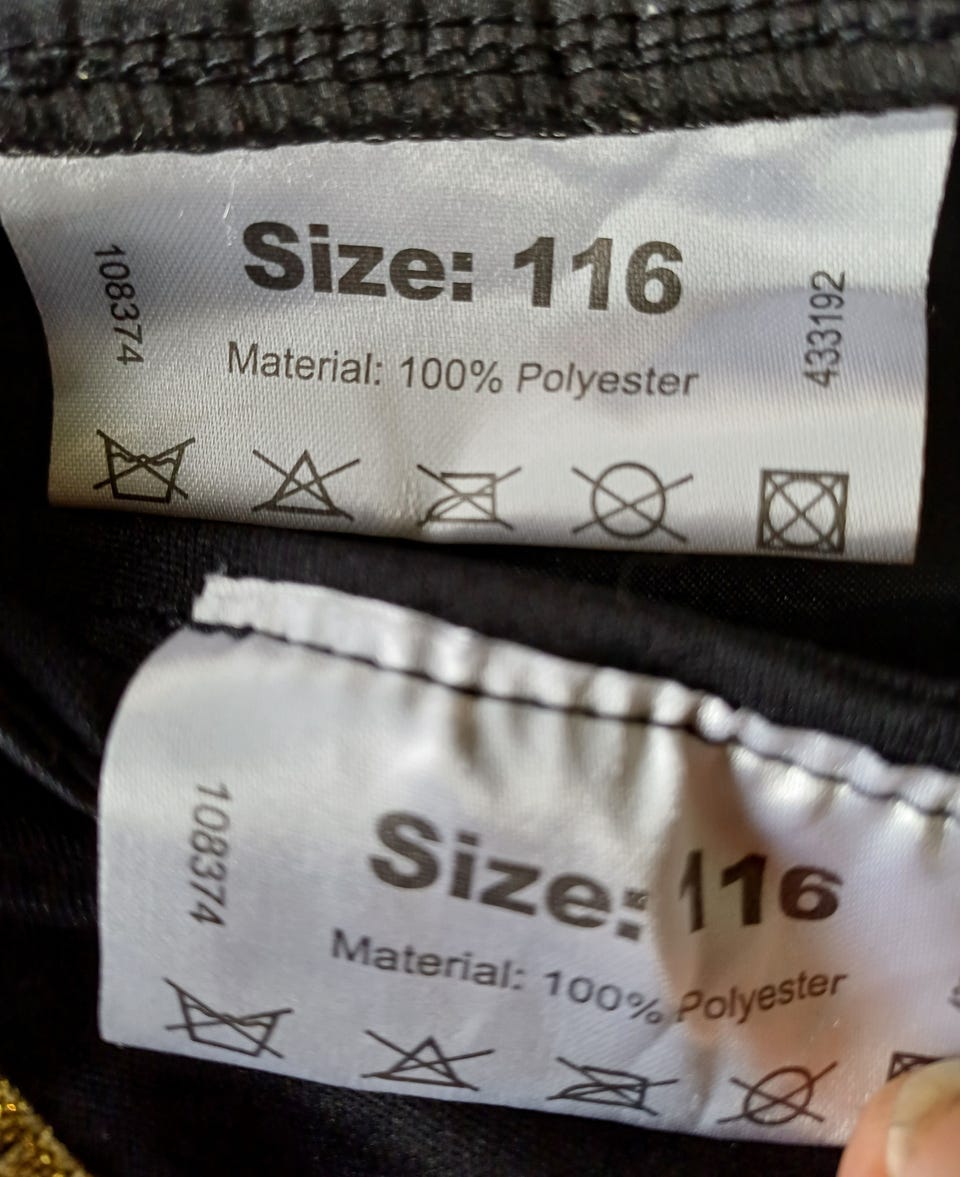 108374
Size: 116
433192
Material: 100% Polyester
108374
Size: 116
Material: 100% Polyester